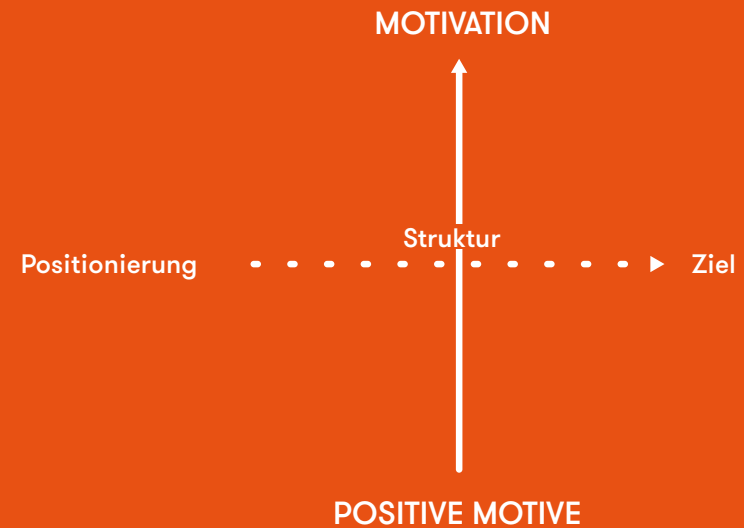 MOTIVATION
Struktur
Positionierung
Ziel
POSITIVE MOTIVE